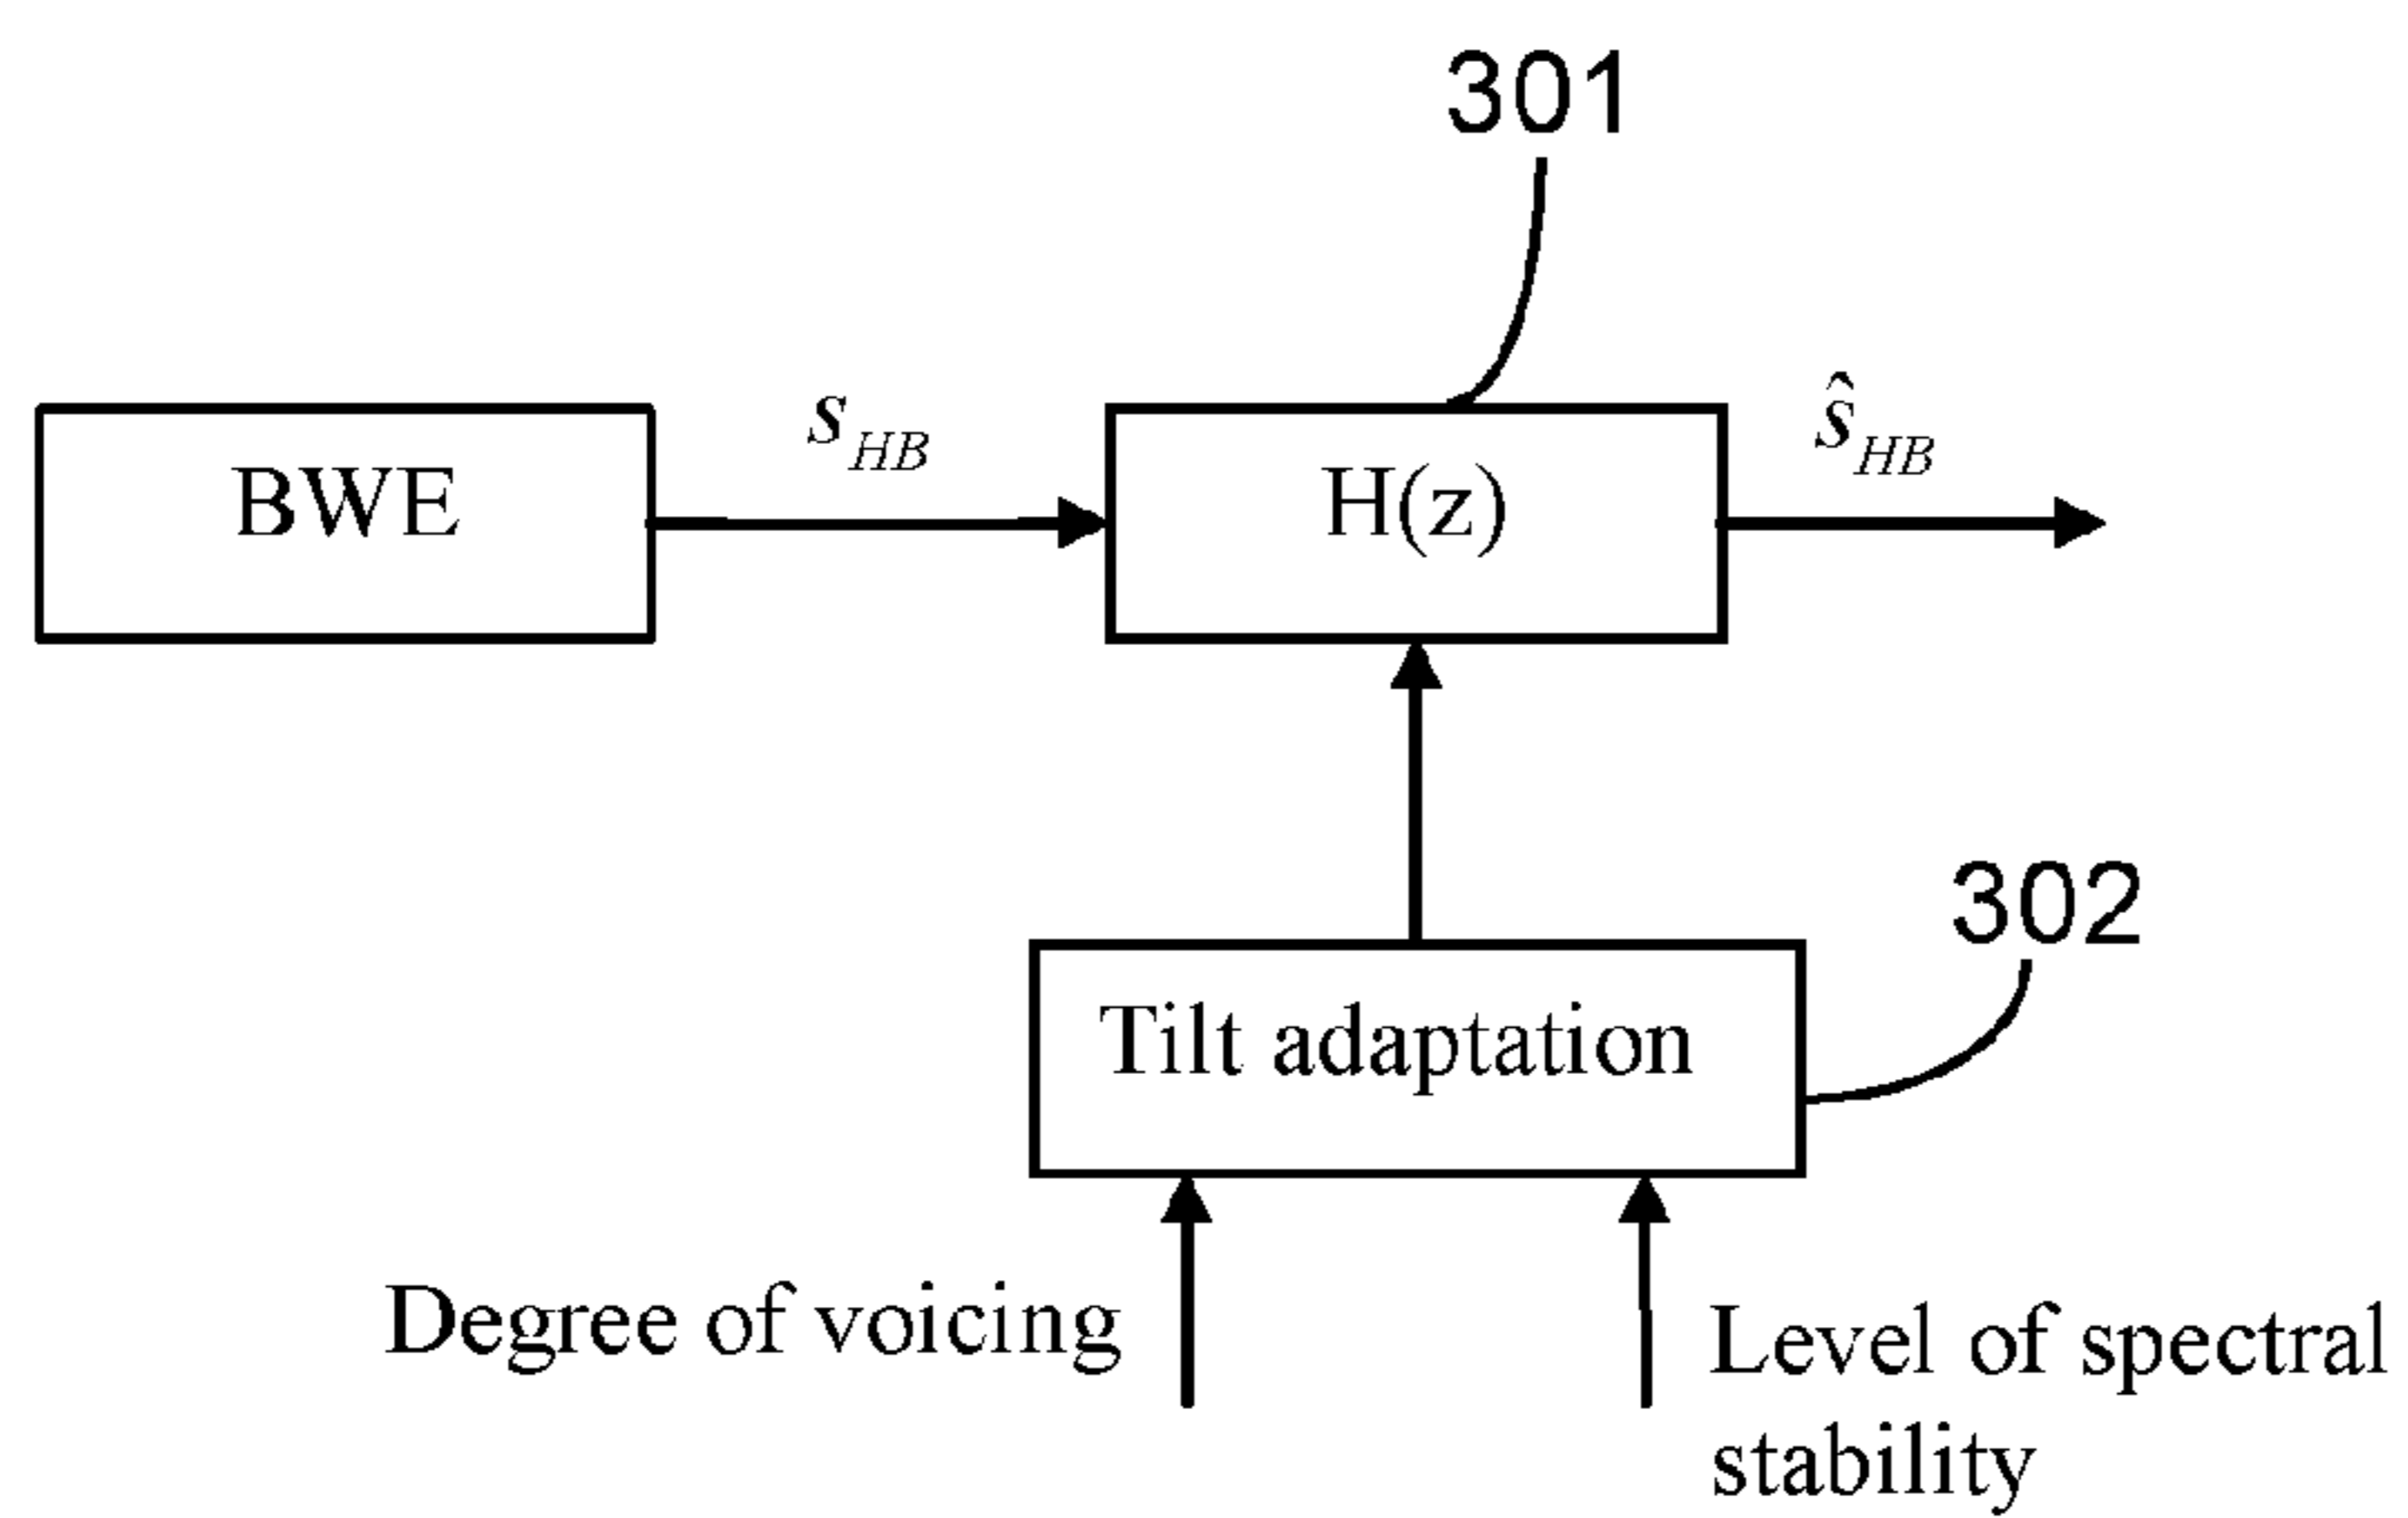 301
s_HB
ŝ_HB
BWE
H(z)
302
Tilt adaptation
Degree of voicing
Level of spectral
stability